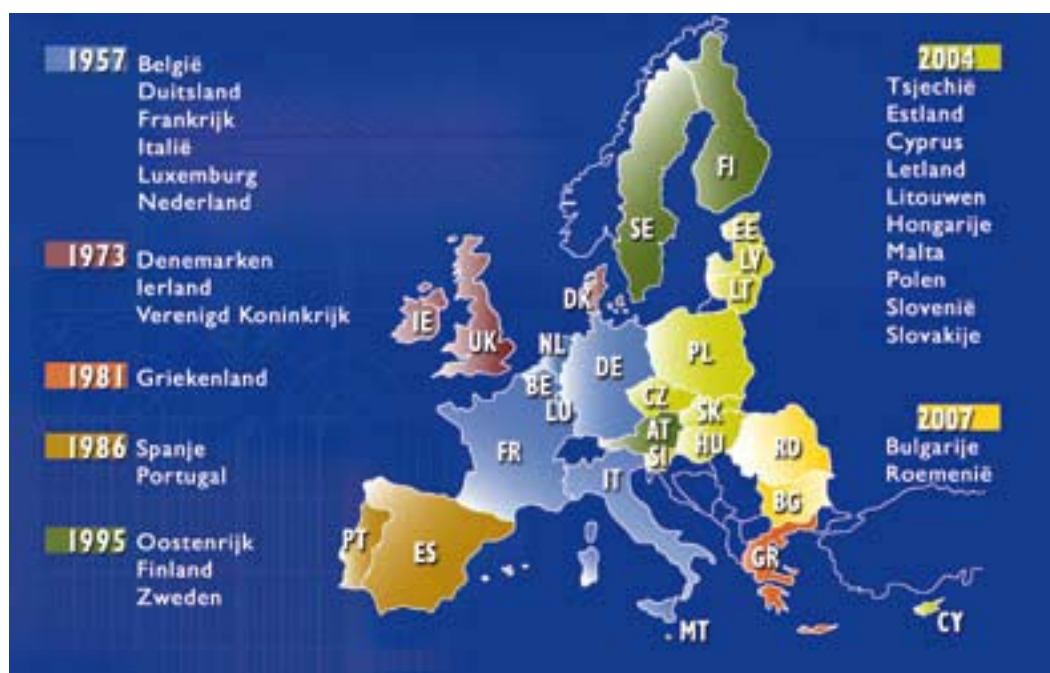 1957 België
Duitsland
Frankrijk
Italië
Luxemburg
Nederland
1973 Denemarken
Ierland
Verenigd Koninkrijk
1981 Griekenland
1986 Spanje
Portugal
1995 Oostenrijk
Finland
Zweden
2004
Tsjechië
Estland
Cyprus
Letland
Litouwen
Hongarije
Malta
Polen
Slovenië
Slovakije
2007
Bulgarije
Roemenië
FI
SE
EE
LV
LT
DK
IE
UK
NL
BE
LU
DE
PL
CZ
SK
AT
HU
SI
FR
IT
RO
BG
PT
ES
GR
MT
CY